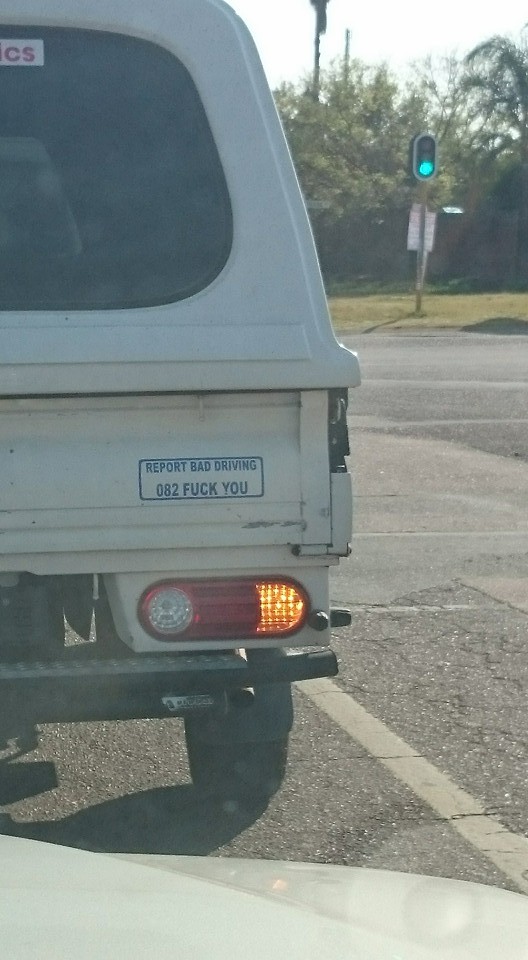 ics
REPORT BAD DRIVING
082 FUCK YOU